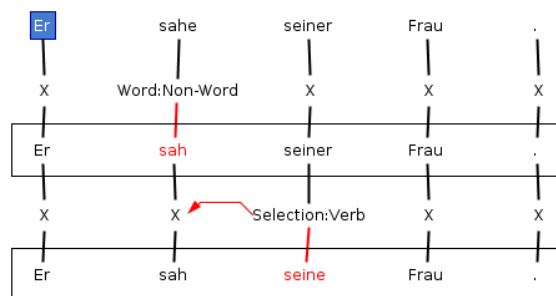 Er sahe seiner Frau .
X Word:Non-Word X X X
Er sah seiner Frau .
X X Selection:Verb X X
Er sah seine Frau .